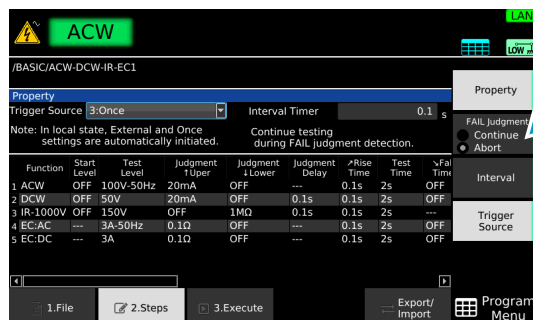 LAN
ACW
LOW
/BASIC/ACW-DCW-IR-EC1
Property
Property
Trigger Source 3:Once Interval Timer 0.1 s
Note: In local state, External and Once
settings are automatically initiated.
Continue testing
during FAIL judgment detection.
FAIL Judgment
Continue
Abort
Interval
Trigger
Source
Function Start Level Test Level Judgment ↑Uper Judgment ↓Lower Judgment Delay ↗Rise Time Test Time ↘Fal Time
1 ACW OFF 100V-50Hz 20mA OFF --- 0.1s 2s OFF
2 DCW OFF 50V 20mA OFF 0.1s 0.1s 2s OFF
3 IR-1000V OFF 150V OFF 1MΩ 0.1s 0.1s 2s ---
4 EC:AC --- 3A-50Hz 0.1Ω OFF --- 0.1s 2s OFF
5 EC:DC --- 3A 0.1Ω OFF --- 0.1s 2s OFF
1.File
2.Steps
3.Execute
Export/
Import
Program
Menu